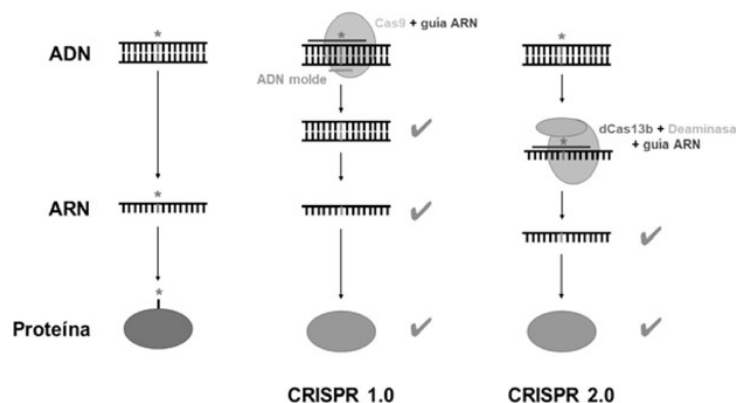 Cas9 + guia ARN
ADN
ADN molde
dCas13b + Deaminasa
+ guia ARN
ARN
Proteína
CRISPR 1.0
CRISPR 2.0